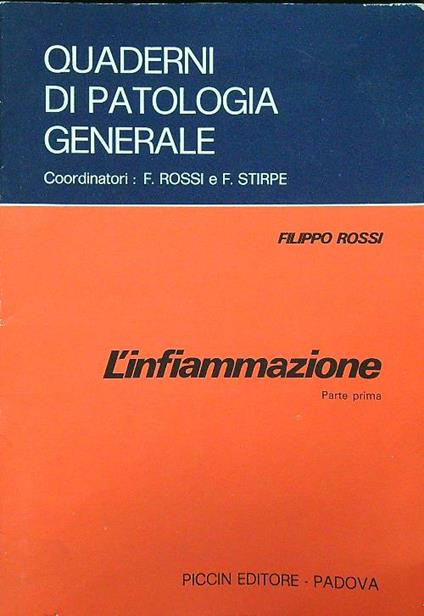 QUADERNI
DI PATOLOGIA
GENERALE
Coordinatori : F. ROSSI e F. STIRPE
FILIPPO ROSSI
L'infiammazione
Parte prima
PICCIN EDITORE - PADOVA